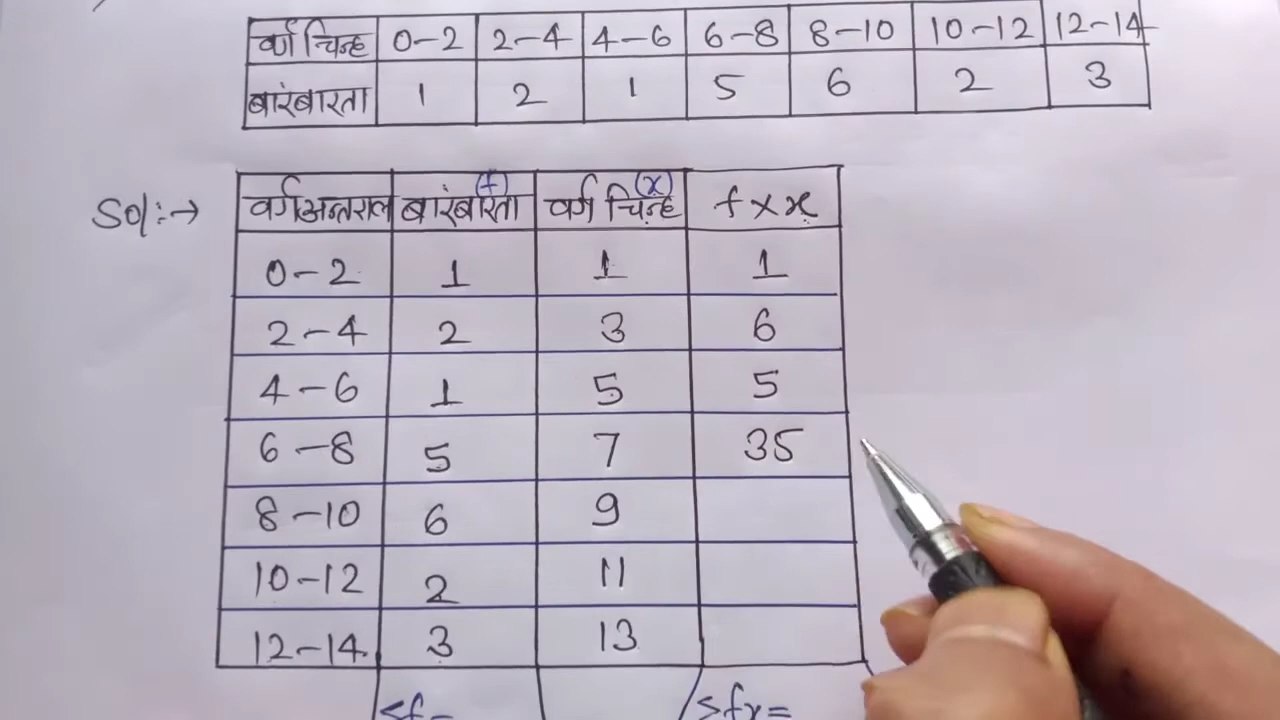 वर्ग चिन्ह 0-2 2-4 4-6 6-8 8-10 10-12 12-14
बारंबारता 1 2 1 5 6 2 3
Sol:→
वर्गअन्तराल बारंबारता (f) वर्ग चिन्ह (x) f×x
0-2 1 1 1
2-4 2 3 6
4-6 1 5 5
6-8 5 7 35
8-10 6 9
10-12 2 11
12-14 3 13
Σf= Σfx=